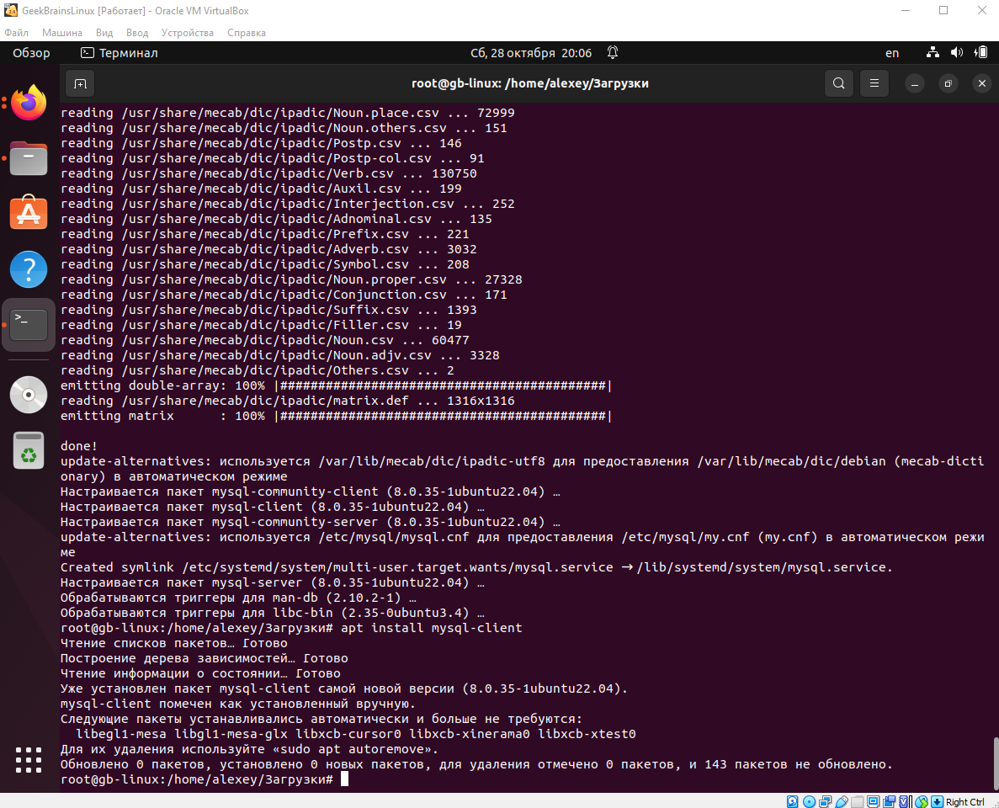 GeekBrainsLinux [Работает] - Oracle VM VirtualBox
Файл Машина Вид Ввод Устройства Справка
Обзор Терминал Сб, 28 октября 20:06 en
root@gb-linux: /home/alexey/Загрузки
reading /usr/share/mecab/dic/ipadic/Noun.place.csv ... 72999
reading /usr/share/mecab/dic/ipadic/Noun.others.csv ... 151
reading /usr/share/mecab/dic/ipadic/Postp.csv ... 146
reading /usr/share/mecab/dic/ipadic/Postp-col.csv ... 91
reading /usr/share/mecab/dic/ipadic/Verb.csv ... 130750
reading /usr/share/mecab/dic/ipadic/Auxil.csv ... 199
reading /usr/share/mecab/dic/ipadic/Interjection.csv ... 252
reading /usr/share/mecab/dic/ipadic/Adnominal.csv ... 135
reading /usr/share/mecab/dic/ipadic/Prefix.csv ... 221
reading /usr/share/mecab/dic/ipadic/Adverb.csv ... 3032
reading /usr/share/mecab/dic/ipadic/Symbol.csv ... 208
reading /usr/share/mecab/dic/ipadic/Noun.proper.csv ... 27328
reading /usr/share/mecab/dic/ipadic/Conjunction.csv ... 171
reading /usr/share/mecab/dic/ipadic/Suffix.csv ... 1393
reading /usr/share/mecab/dic/ipadic/Filler.csv ... 19
reading /usr/share/mecab/dic/ipadic/Noun.csv ... 60477
reading /usr/share/mecab/dic/ipadic/Noun.adjv.csv ... 3328
reading /usr/share/mecab/dic/ipadic/Others.csv ... 2
emitting double-array: 100% |###########################################|
reading /usr/share/mecab/dic/ipadic/matrix.def ... 1316x1316
emitting matrix      : 100% |###########################################|
done!
update-alternatives: используется /var/lib/mecab/dic/ipadic-utf8 для предоставления /var/lib/mecab/dic/debian (mecab-dicti
onary) в автоматическом режиме
Настраивается пакет mysql-community-client (8.0.35-1ubuntu22.04) …
Настраивается пакет mysql-client (8.0.35-1ubuntu22.04) …
Настраивается пакет mysql-community-server (8.0.35-1ubuntu22.04) …
update-alternatives: используется /etc/mysql/mysql.cnf для предоставления /etc/mysql/my.cnf (my.cnf) в автоматическом режи
ме
Created symlink /etc/systemd/system/multi-user.target.wants/mysql.service → /lib/systemd/system/mysql.service.
Настраивается пакет mysql-server (8.0.35-1ubuntu22.04) …
Обрабатываются триггеры для man-db (2.10.2-1) …
Обрабатываются триггеры для libc-bin (2.35-0ubuntu3.4) …
root@gb-linux:/home/alexey/Загрузки# apt install mysql-client
Чтение списков пакетов… Готово
Построение дерева зависимостей… Готово
Чтение информации о состоянии… Готово
Уже установлен пакет mysql-client самой новой версии (8.0.35-1ubuntu22.04).
mysql-client помечен как установленный вручную.
Следующие пакеты устанавливались автоматически и больше не требуются:
  libegl1-mesa libgl1-mesa-glx libxcb-cursor0 libxcb-xinerama0 libxcb-xtest0
Для их удаления используйте «sudo apt autoremove».
Обновлено 0 пакетов, установлено 0 новых пакетов, для удаления отмечено 0 пакетов, и 143 пакетов не обновлено.
root@gb-linux:/home/alexey/Загрузки#
Right Ctrl